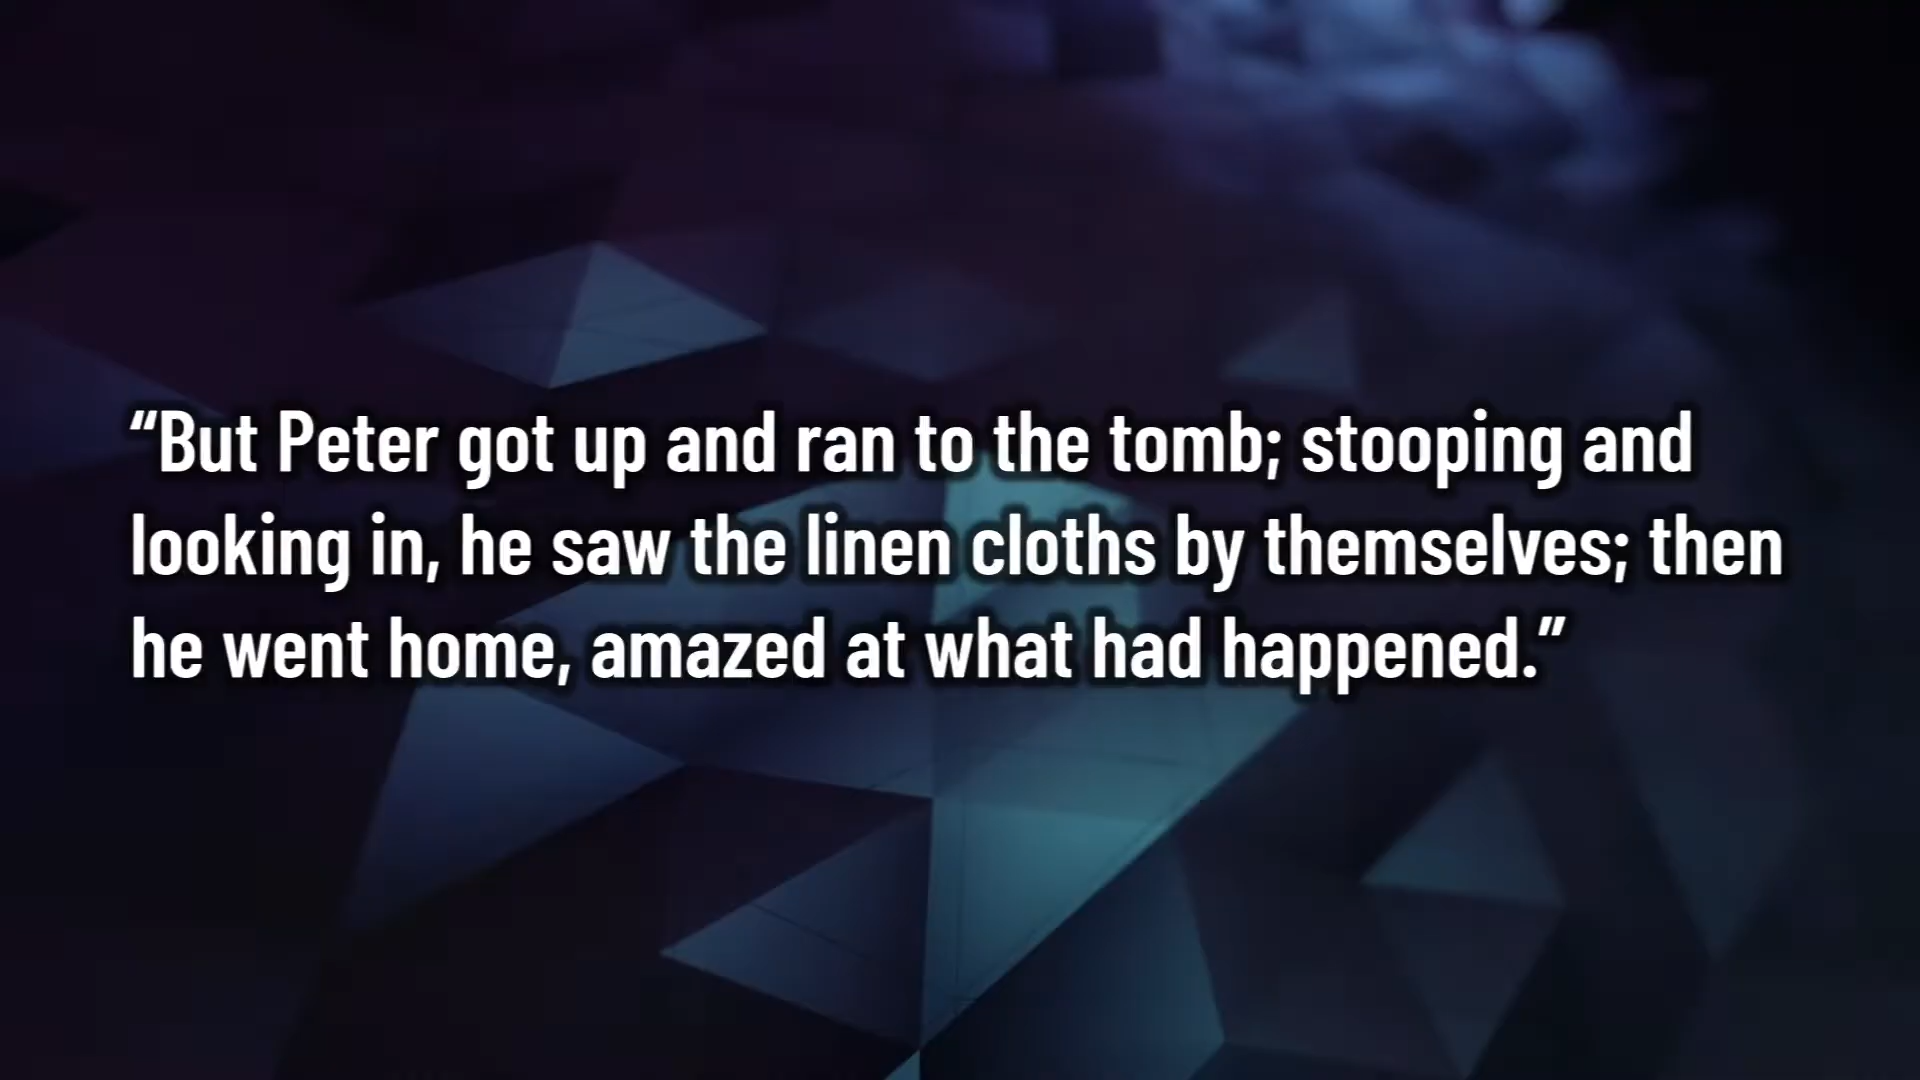 “But Peter got up and ran to the tomb; stooping and
looking in, he saw the linen cloths by themselves; then
he went home, amazed at what had happened.”